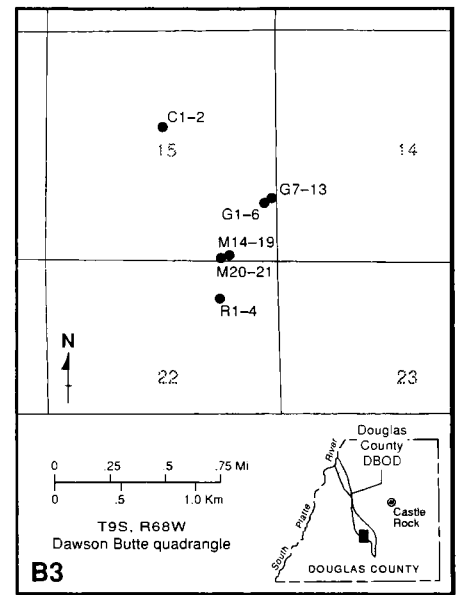 C1–2
15
14
G7–13
G1–6
M14–19
M20–21
R1–4
N
22
23
0 .25 .5 .75 Mi
0 .5 1.0 Km
T9S, R68W
Dawson Butte quadrangle
B3
Douglas
County
DBOD
River
Platte
South
Castle
Rock
DOUGLAS COUNTY